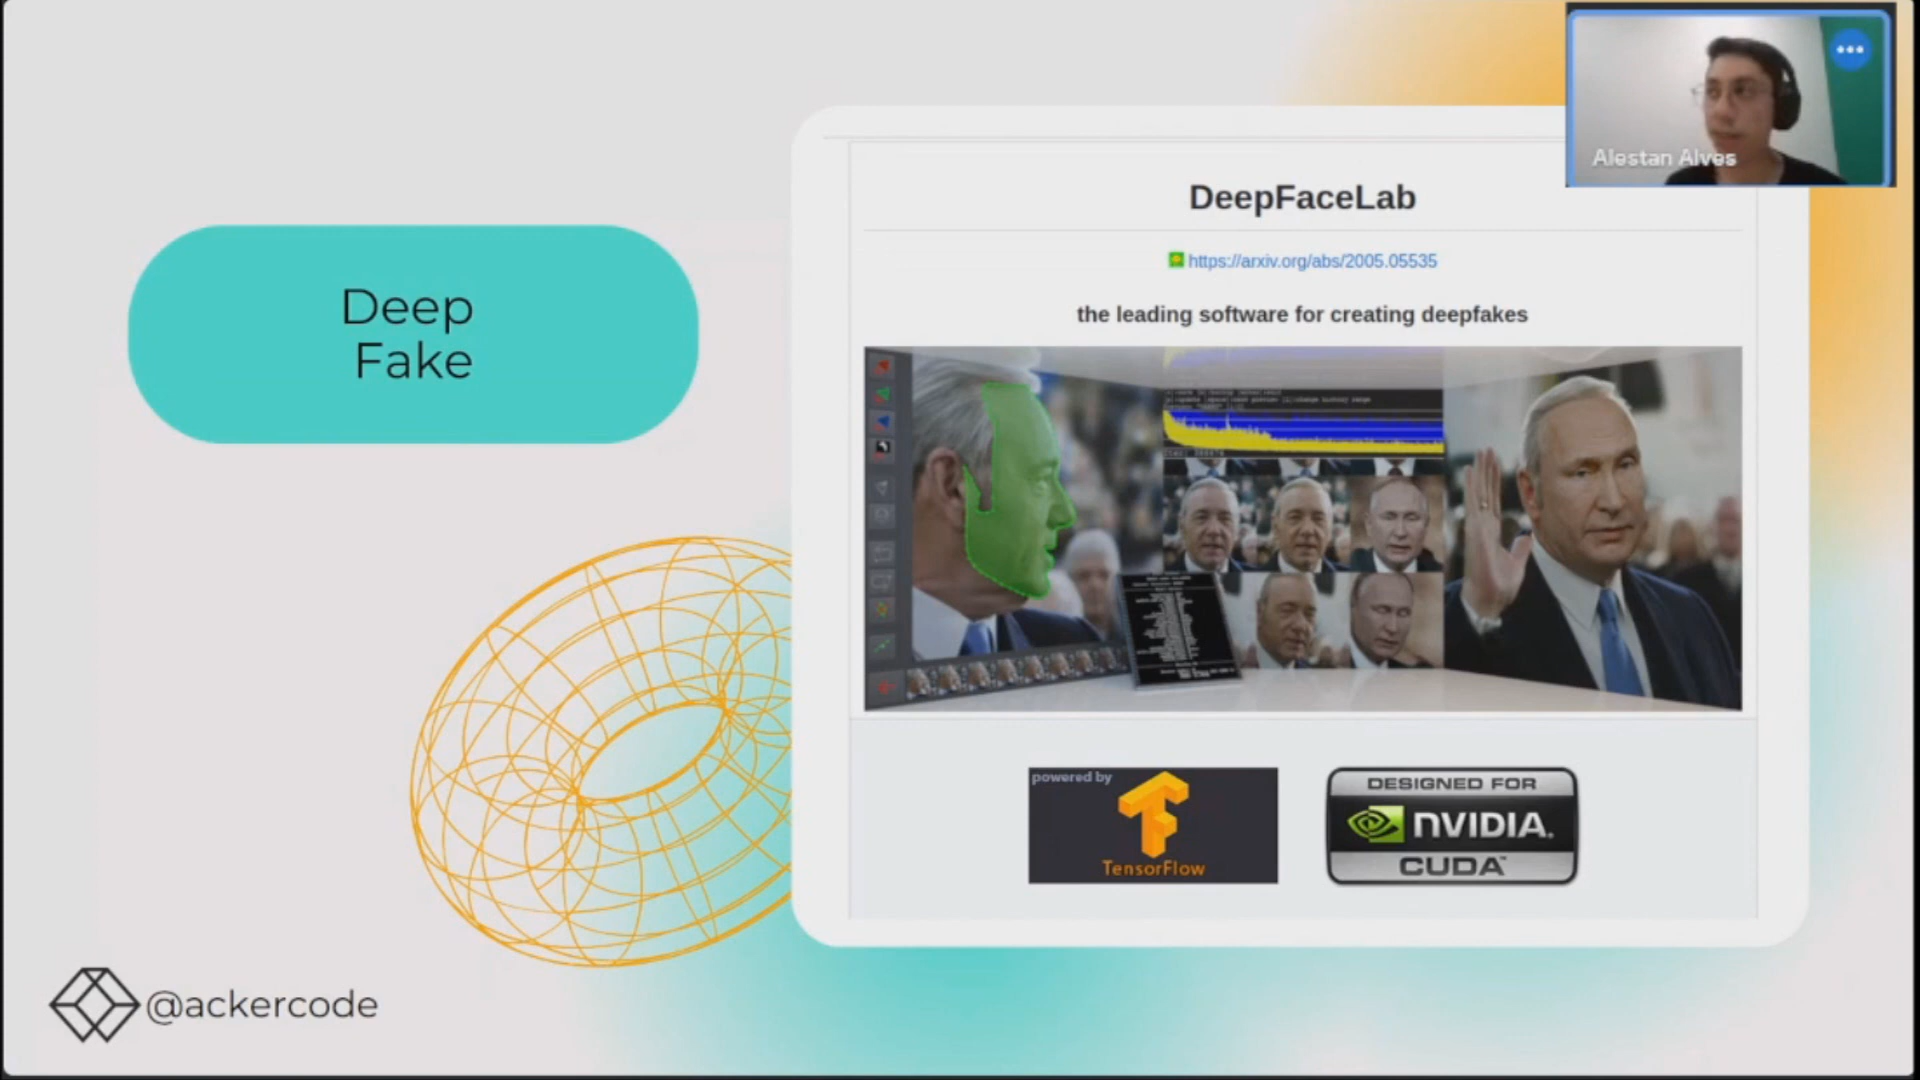 Deep
Fake
@ackercode
DeepFaceLab
https://arxiv.org/abs/2005.05535
the leading software for creating deepfakes
powered by
TensorFlow
DESIGNED FOR
NVIDIA.
CUDA™
Alestan Alves